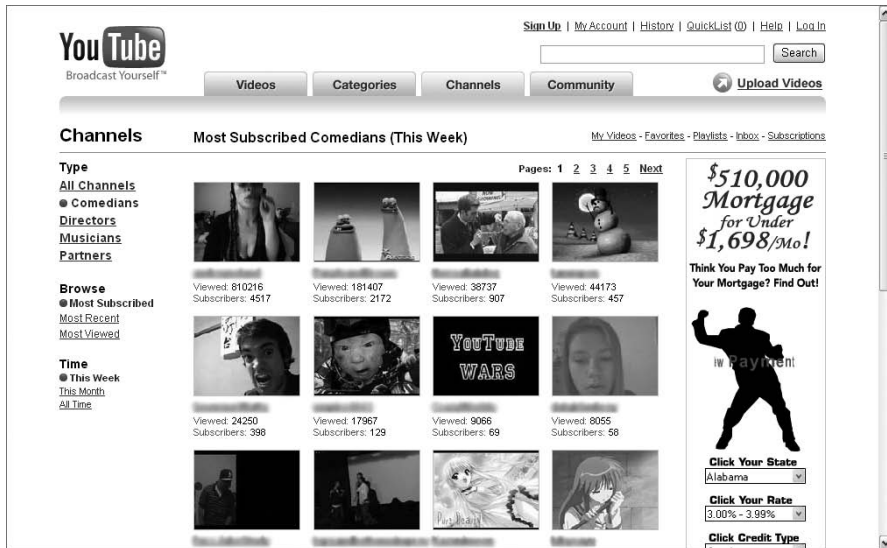 Sign Up | My Account | History | QuickList (0) | Help | Log In
YouTube
Broadcast Yourself™
Search
Videos
Categories
Channels
Community
Upload Videos
Channels
Most Subscribed Comedians (This Week)
My Videos - Favorites - Playlists - Inbox - Subscriptions
Type
All Channels
Comedians
Directors
Musicians
Partners
Browse
Most Subscribed
Most Recent
Most Viewed
Time
This Week
This Month
All Time
Pages: 1 2 3 4 5 Next
Viewed: 810216
Subscribers: 4517
Viewed: 181407
Subscribers: 2172
Viewed: 38737
Subscribers: 907
Viewed: 44173
Subscribers: 457
YouTube
Wars
Viewed: 24250
Subscribers: 398
Viewed: 17967
Subscribers: 129
Viewed: 9066
Subscribers: 69
Viewed: 8055
Subscribers: 58
$510,000
Mortgage
for Under
$1,698/Mo!
Think You Pay Too Much for
Your Mortgage? Find Out!
Payment
Click Your State
Alabama
Click Your Rate
3.00% - 3.99%
Click Credit Type